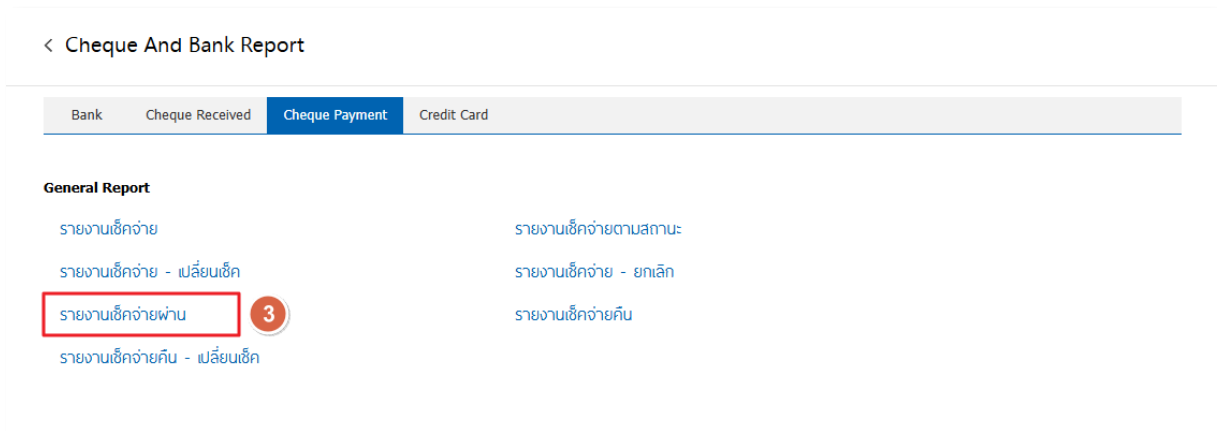 < Cheque And Bank Report
Bank Cheque Received Cheque Payment Credit Card
General Report
รายงานเช็คจ่าย รายงานเช็คจ่ายตามสถานะ
รายงานเช็คจ่าย - เปลี่ยนเช็ค รายงานเช็คจ่าย - ยกเลิก
รายงานเช็คจ่ายผ่าน 3 รายงานเช็คจ่ายคืน
รายงานเช็คจ่ายคืน - เปลี่ยนเช็ค